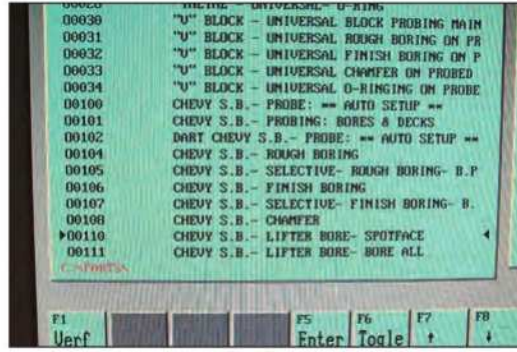 "INLINE - UNIVERSAL- O-RING
00030 "V" BLOCK - UNIVERSAL BLOCK PROBING MAIN
00031 "V" BLOCK - UNIVERSAL ROUGH BORING ON PR
00032 "V" BLOCK - UNIVERSAL FINISH BORING ON P
00033 "V" BLOCK - UNIVERSAL CHAMFER ON PROBED
00034 "V" BLOCK - UNIVERSAL O-RINGING ON PROBE
00100 CHEVY S.B.- PROBE: ** AUTO SETUP **
00101 CHEVY S.B.- PROBING: BORES & DECKS
00102 DART CHEVY S.B.- PROBE: ** AUTO SETUP **
00104 CHEVY S.B.- ROUGH BORING
00105 CHEVY S.B.- SELECTIVE- ROUGH BORING- B.P
00106 CHEVY S.B.- FINISH BORING
00107 CHEVY S.B.- SELECTIVE- FINISH BORING- B.
00108 CHEVY S.B.- CHAMFER
00110 CHEVY S.B.- LIFTER BORE- SPOTFACE
00111 CHEVY S.B.- LIFTER BORE- BORE ALL
F1 F5 F6 F7 F8
Verf Enter Togle ↑ ↓